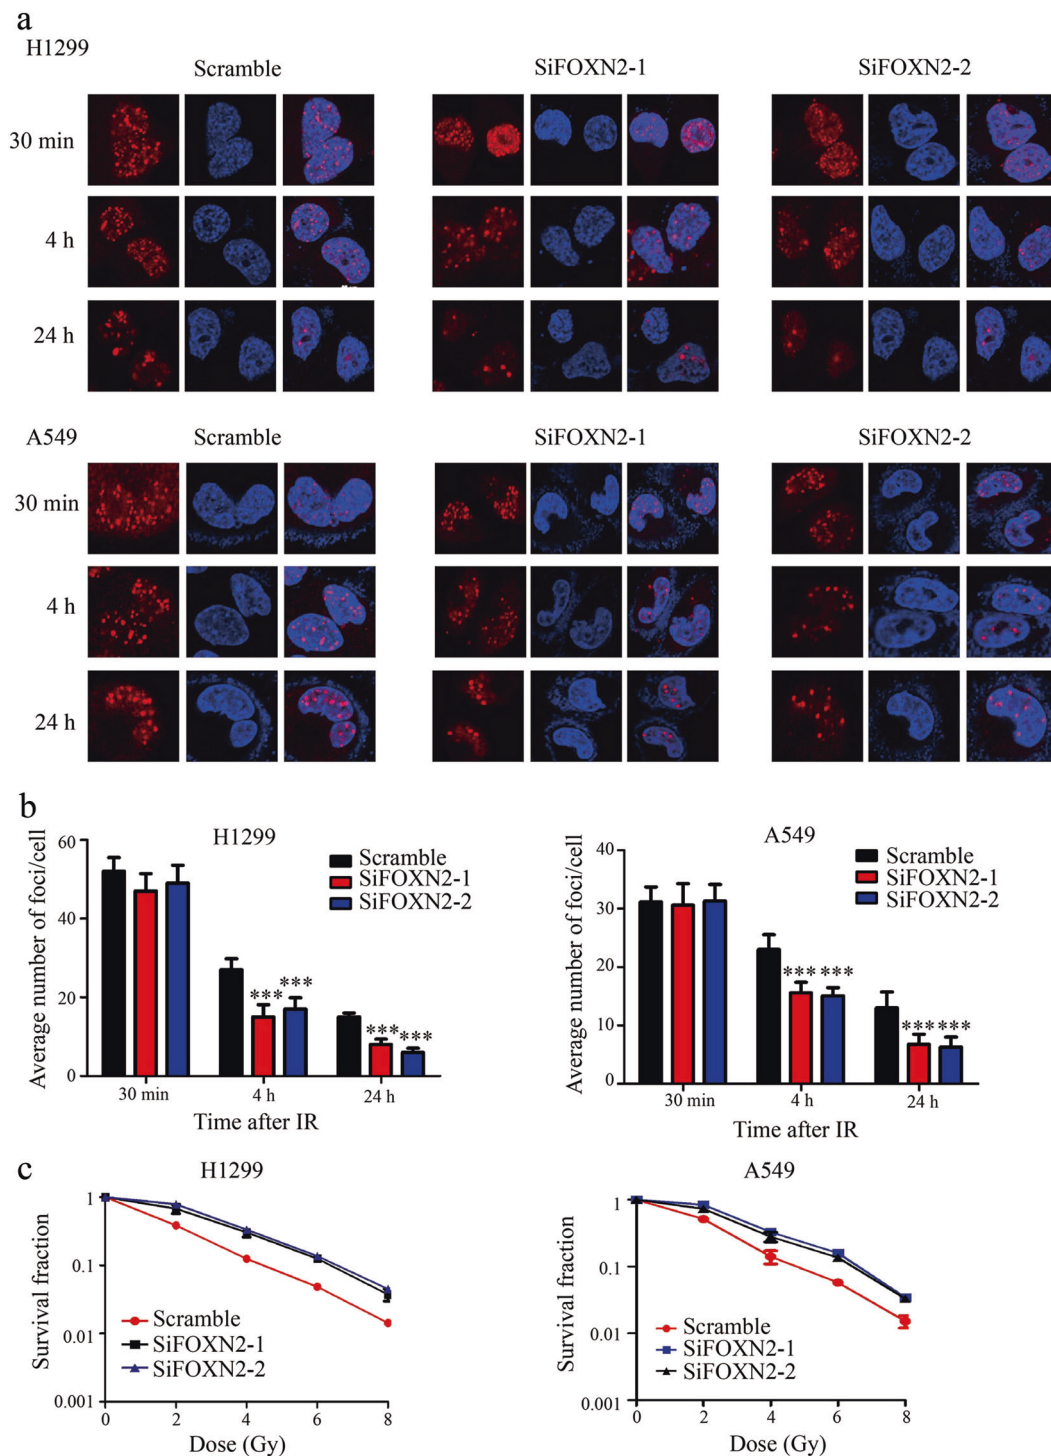 a
H1299
Scramble SiFOXN2-1 SiFOXN2-2
30 min
4 h
24 h
A549 Scramble SiFOXN2-1 SiFOXN2-2
30 min
4 h
24 h
b
H1299
Average number of foci/cell
60
40
20
0
Scramble
SiFOXN2-1
SiFOXN2-2
*** ***
*** ***
30 min 4 h 24 h
Time after IR
A549
Average number of foci/cell
40
30
20
10
0
Scramble
SiFOXN2-1
SiFOXN2-2
*** ***
*** ***
30 min 4 h 24 h
Time after IR
c
H1299
Survival fraction
1
0.1
0.01
0.001
Scramble
SiFOXN2-1
SiFOXN2-2
0 2 4 6 8
Dose (Gy)
A549
Survival fraction
1
0.1
0.01
0.001
Scramble
SiFOXN2-1
SiFOXN2-2
0 2 4 6 8
Dose (Gy)